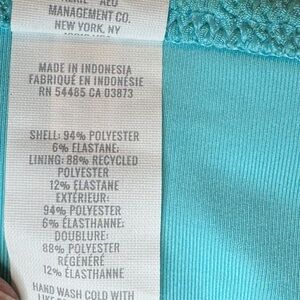 AEO
MANAGEMENT CO.
NEW YORK, NY
MADE IN INDONESIA
FABRIQUÉ EN INDONÉSIE
RN 54485 CA 03873
SHELL: 94% POLYESTER
6% ELASTANE;
LINING: 88% RECYCLED
POLYESTER
12% ELASTANE
EXTÉRIEUR:
94% POLYESTER
6% ÉLASTHANNE;
DOUBLURE:
88% POLYESTER
RÉGÉNÉRÉ
12% ÉLASTHANNE
HAND WASH COLD WITH